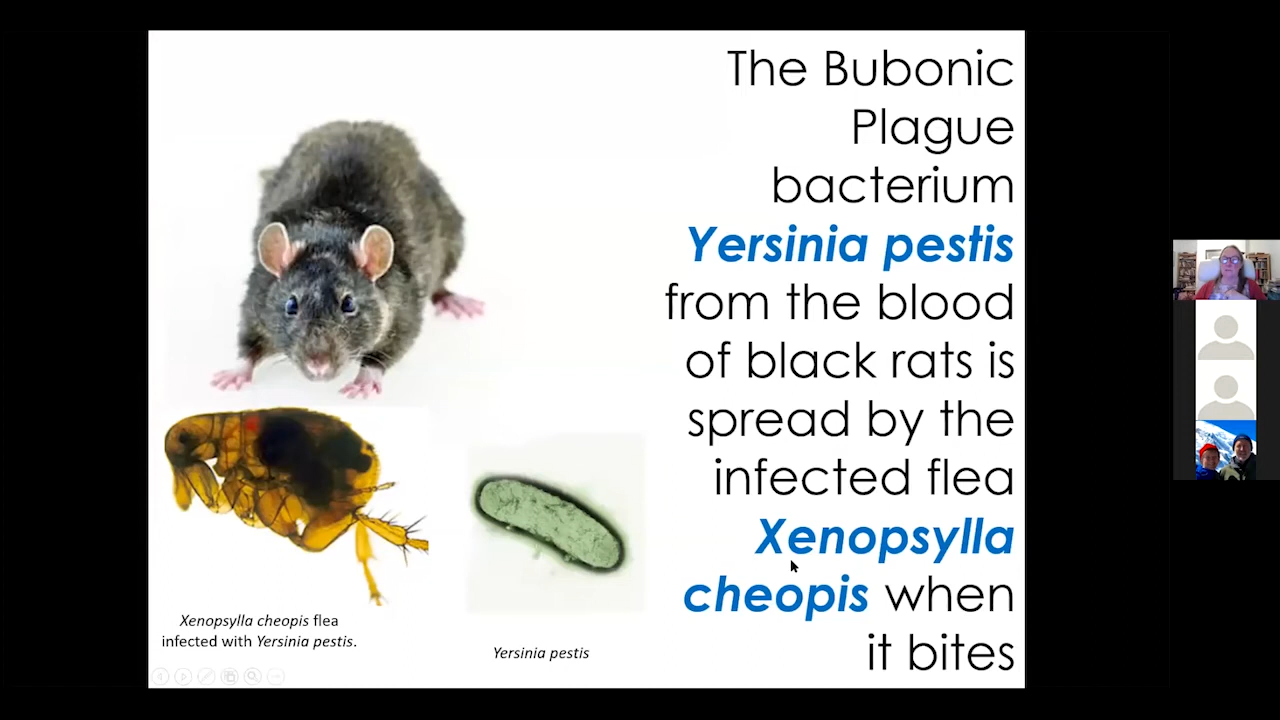 The Bubonic
Plague
bacterium
Yersinia pestis
from the blood
of black rats is
spread by the
infected flea
Xenopsylla
cheopis when
it bites
Xenopsylla cheopis flea
infected with Yersinia pestis.
Yersinia pestis